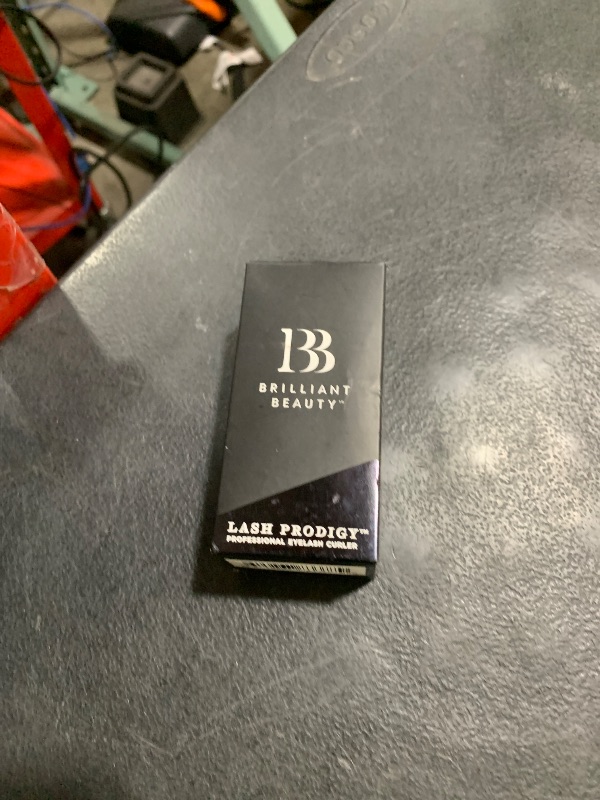 BB
BRILLIANT
BEAUTY™
LASH PRODIGY™
PROFESSIONAL EYELASH CURLER